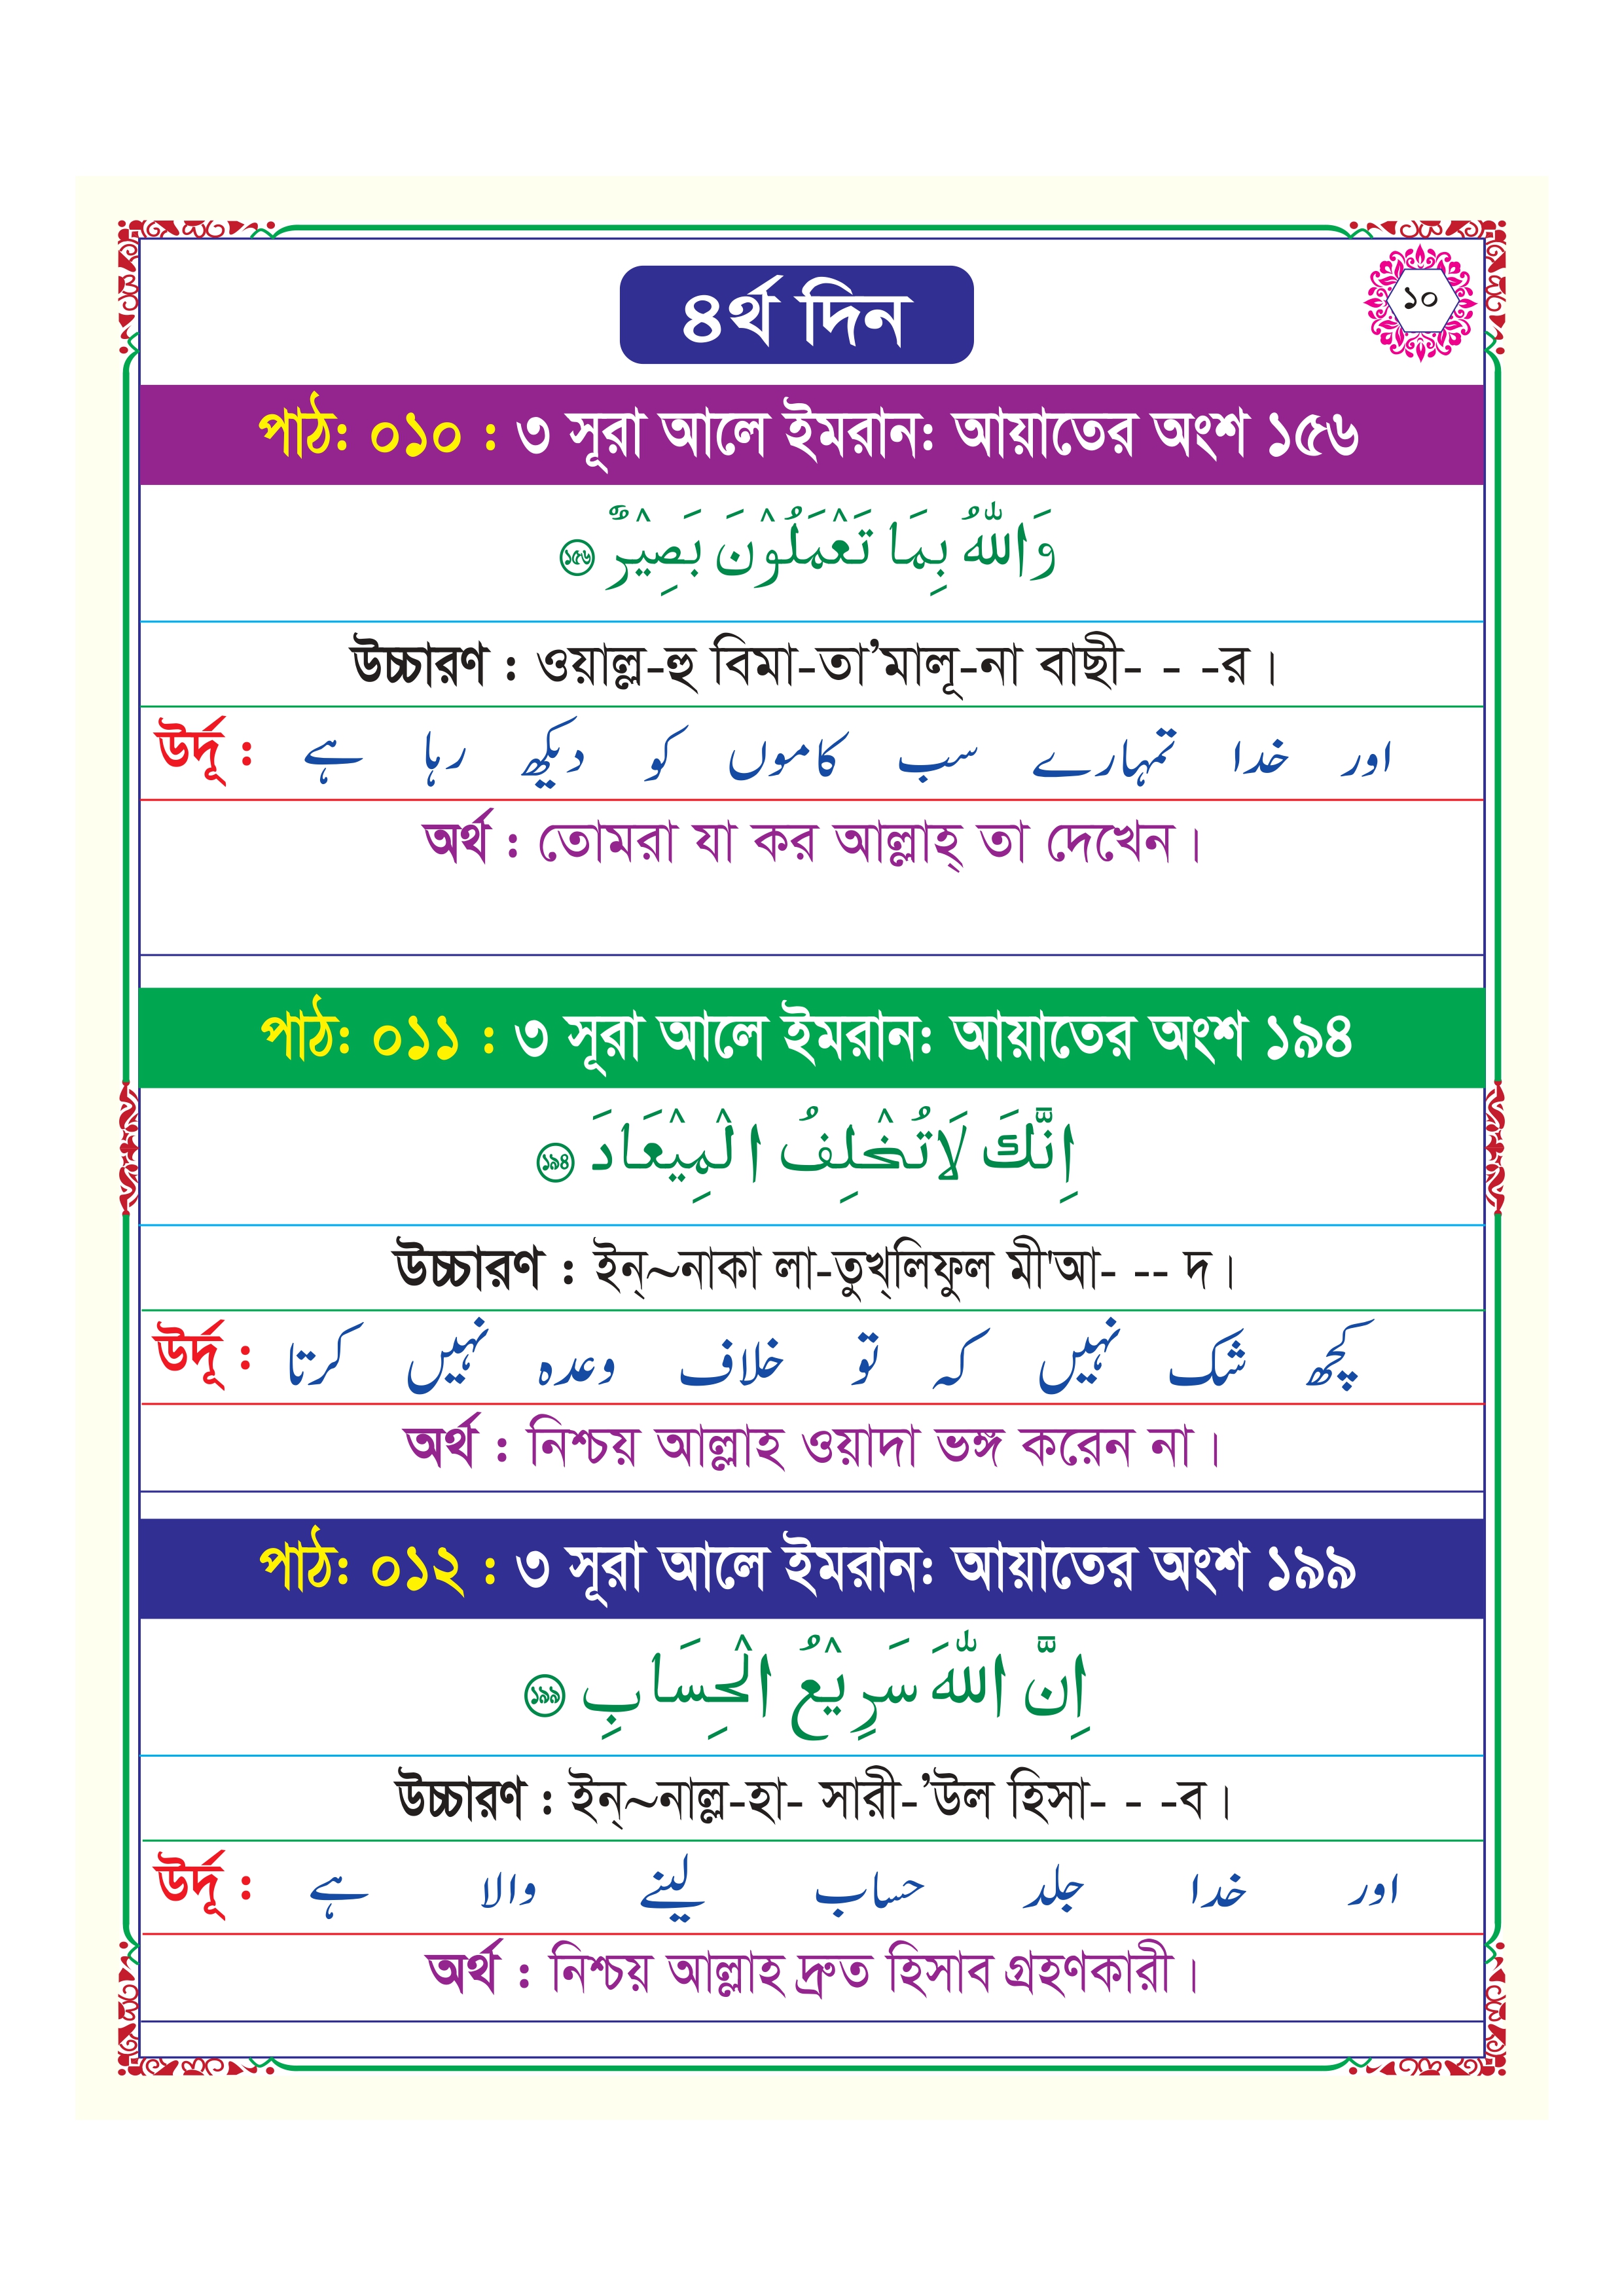 ৪র্থ দিন
১০
পাঠ: ০১০ : ৩ সূরা আলে ইমরান: আয়াতের অংশ ১৫৬
وَاللّٰهُ بِمَا تَعْمَلُوْنَ بَصِيْرٌ ১৫৬
উচ্চারণ : ওয়াল্ল-হু বিমা-তা’মালূ-না বাছী- - -র।
উর্দূ : اور خدا تمہارے سب کاموں کو دیکھ رہا ہے
অর্থ : তোমরা যা কর আল্লাহ্ তা দেখেন।
পাঠ: ০১১ : ৩ সূরা আলে ইমরান: আয়াতের অংশ ১৯৪
اِنَّكَ لَاتُخْلِفُ الْمِيْعَادَ ১৯৪
উচ্চারণ : ইন্~নাকা লা-তুখ্লিফুল মী'আ- -- দ।
উর্দূ : کچھ شک نہیں کہ تو خلاف وعدہ نہیں کرتا
অর্থ : নিশ্চয় আল্লাহ ওয়াদা ভঙ্গ করেন না।
পাঠ: ০১২ : ৩ সূরা আলে ইমরান: আয়াতের অংশ ১৯৯
اِنَّ اللّٰهَ سَرِيْعُ الْحِسَابِ ১৯৯
উচ্চারণ : ইন্~নাল্ল-হা- সারী-’উল হিসা- - -ব।
উর্দূ : اور خدا جلد حساب لینے والا ہے
অর্থ : নিশ্চয় আল্লাহ দ্রুত হিসাব গ্রহণকারী।